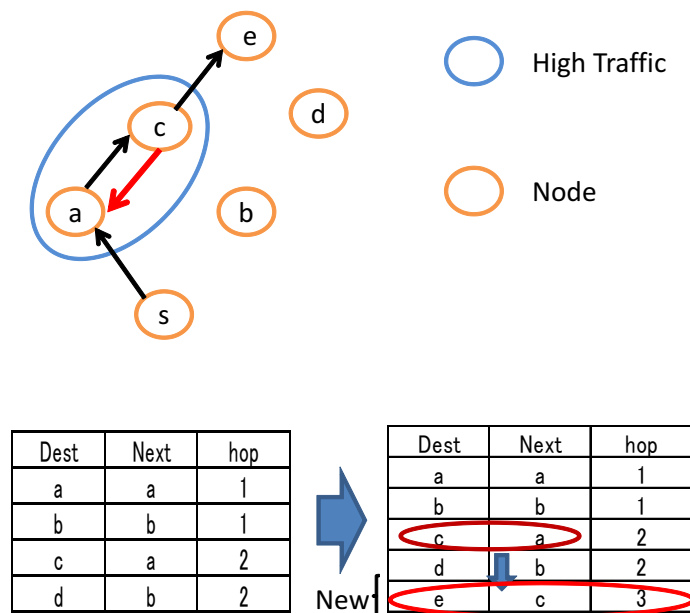 e
High Traffic
c
d
a
b
Node
s
Dest Next hop
a a 1
b b 1
c a 2
d b 2
Dest Next hop
a a 1
b b 1
c a 2
d b 2
New e c 3